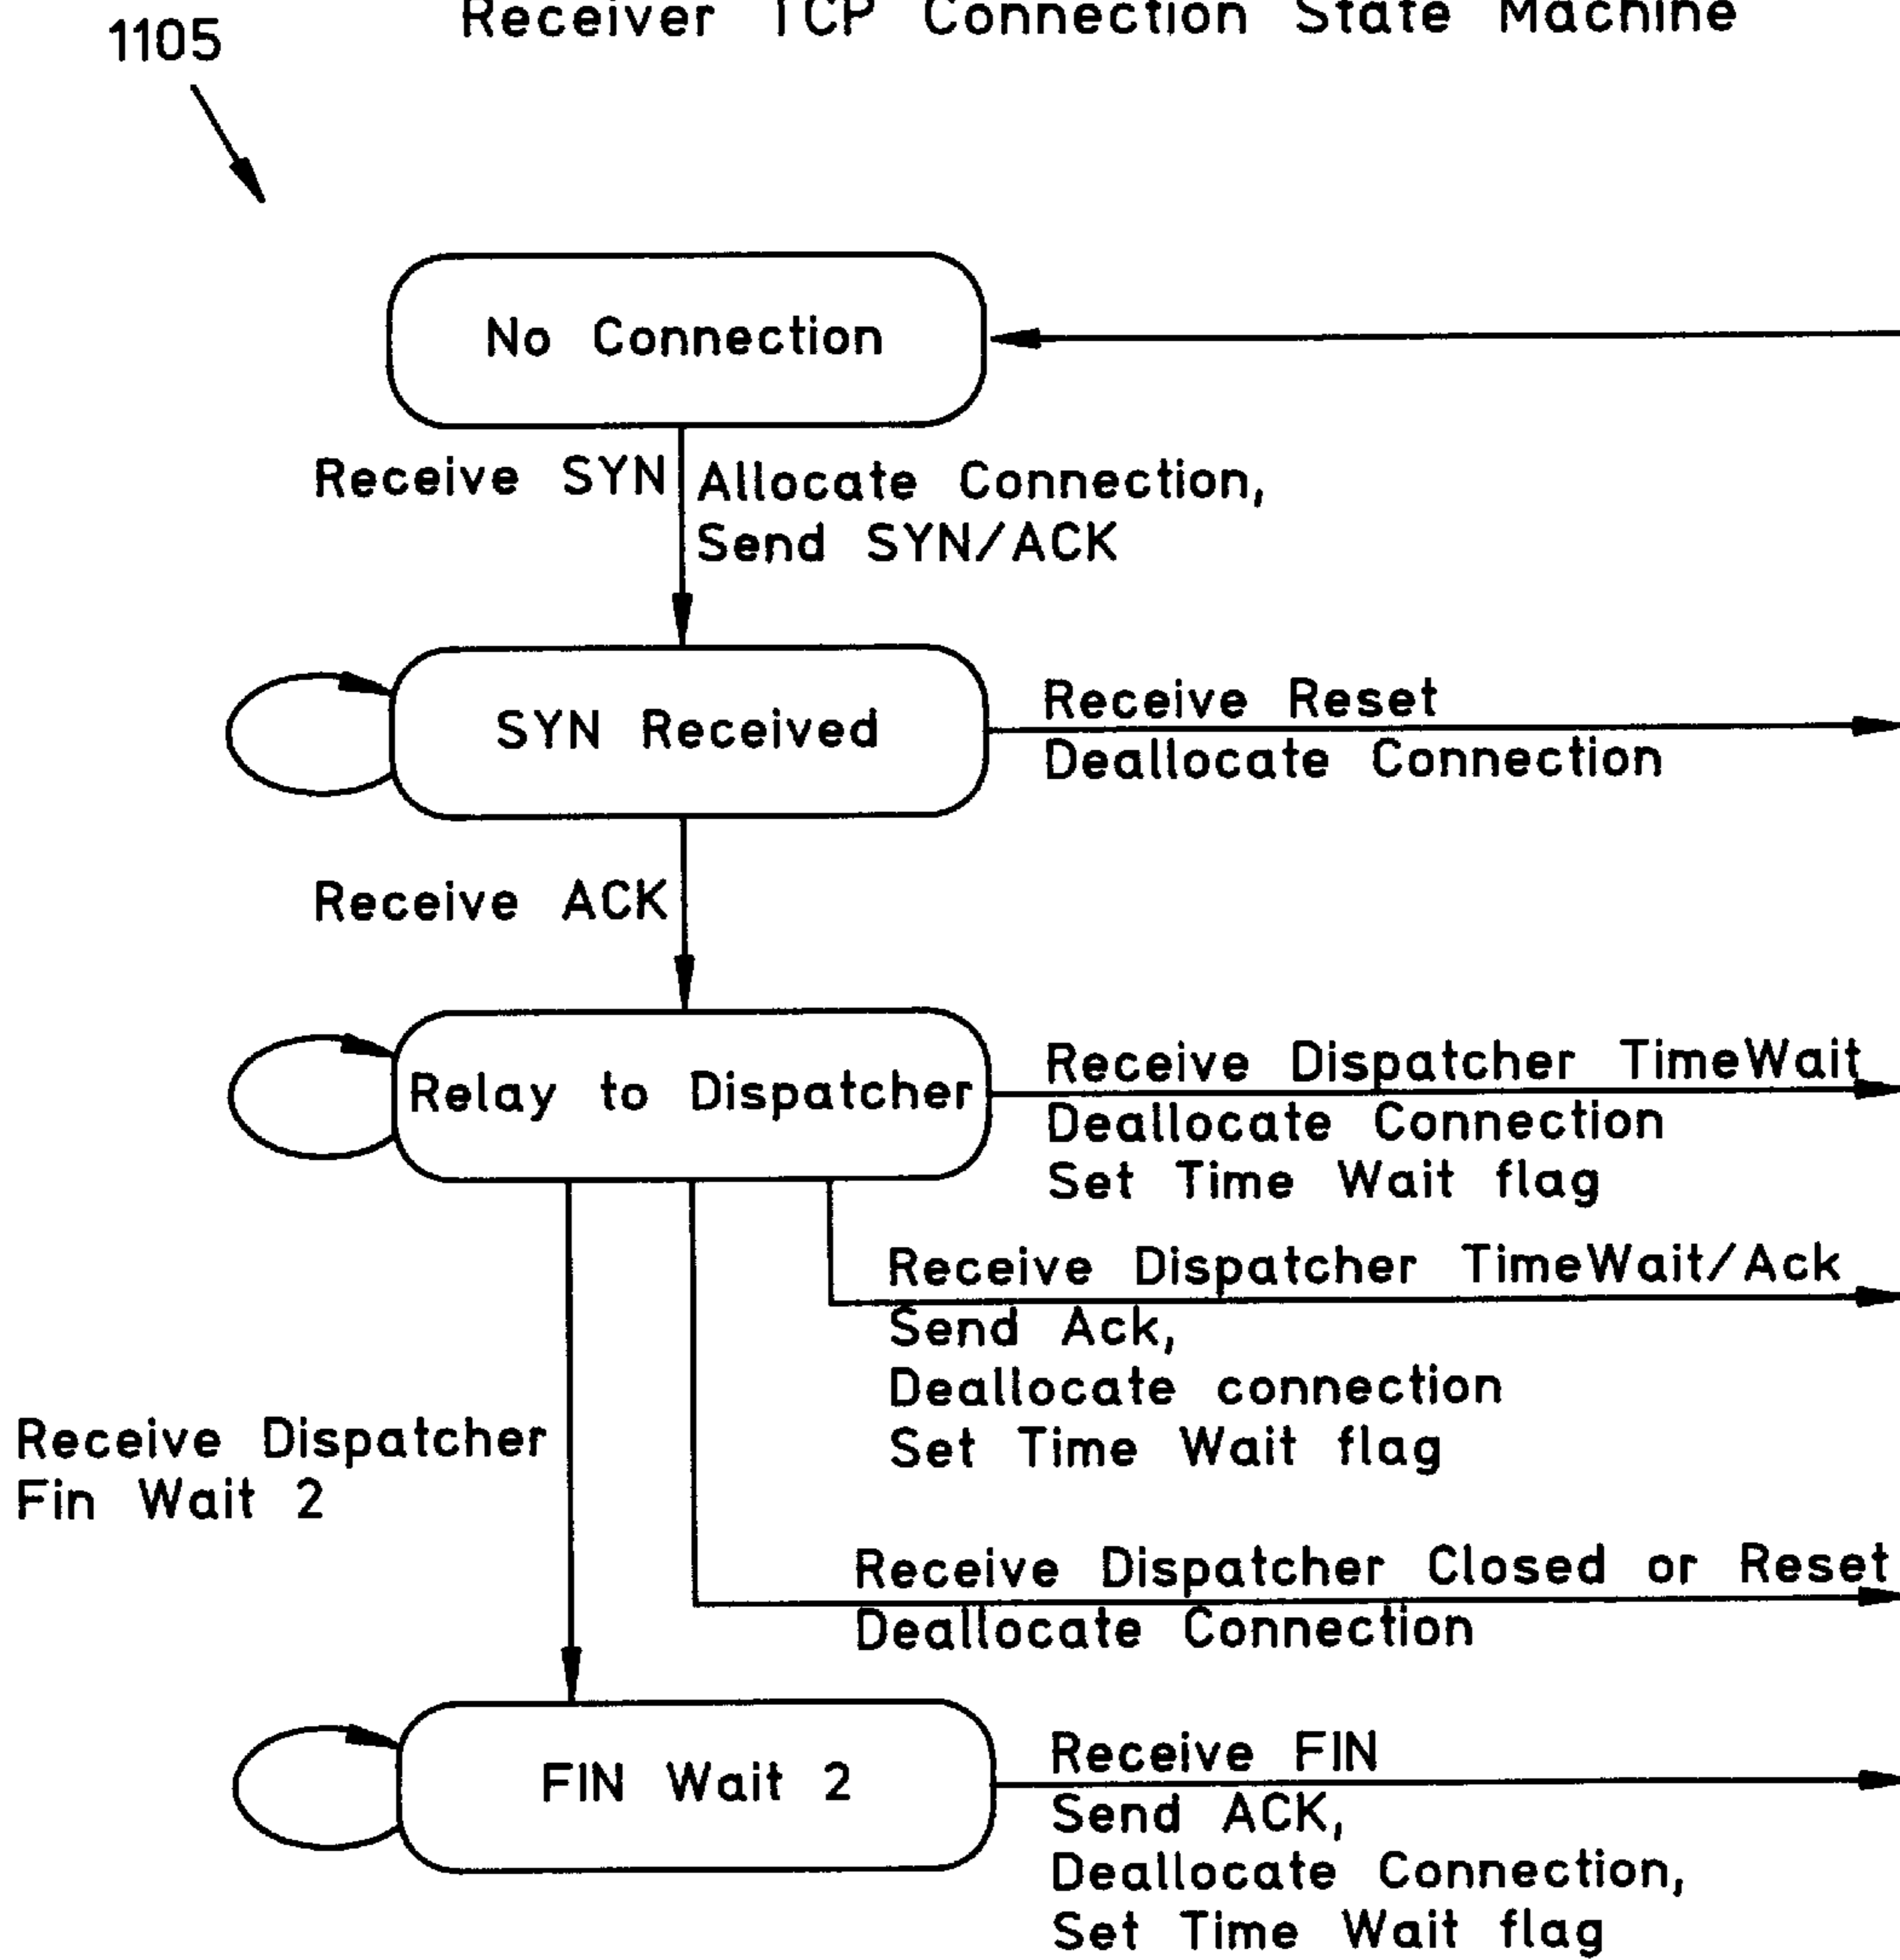 Receiver TCP Connection State Machine
1105
No Connection
Receive SYN
Allocate Connection,
Send SYN/ACK
SYN Received
Receive Reset
Deallocate Connection
Receive ACK
Relay to Dispatcher
Receive Dispatcher TimeWait
Deallocate Connection
Set Time Wait flag
Receive Dispatcher TimeWait/Ack
Send Ack,
Deallocate connection
Set Time Wait flag
Receive Dispatcher
Fin Wait 2
Receive Dispatcher Closed or Reset
Deallocate Connection
FIN Wait 2
Receive FIN
Send ACK,
Deallocate Connection,
Set Time Wait flag